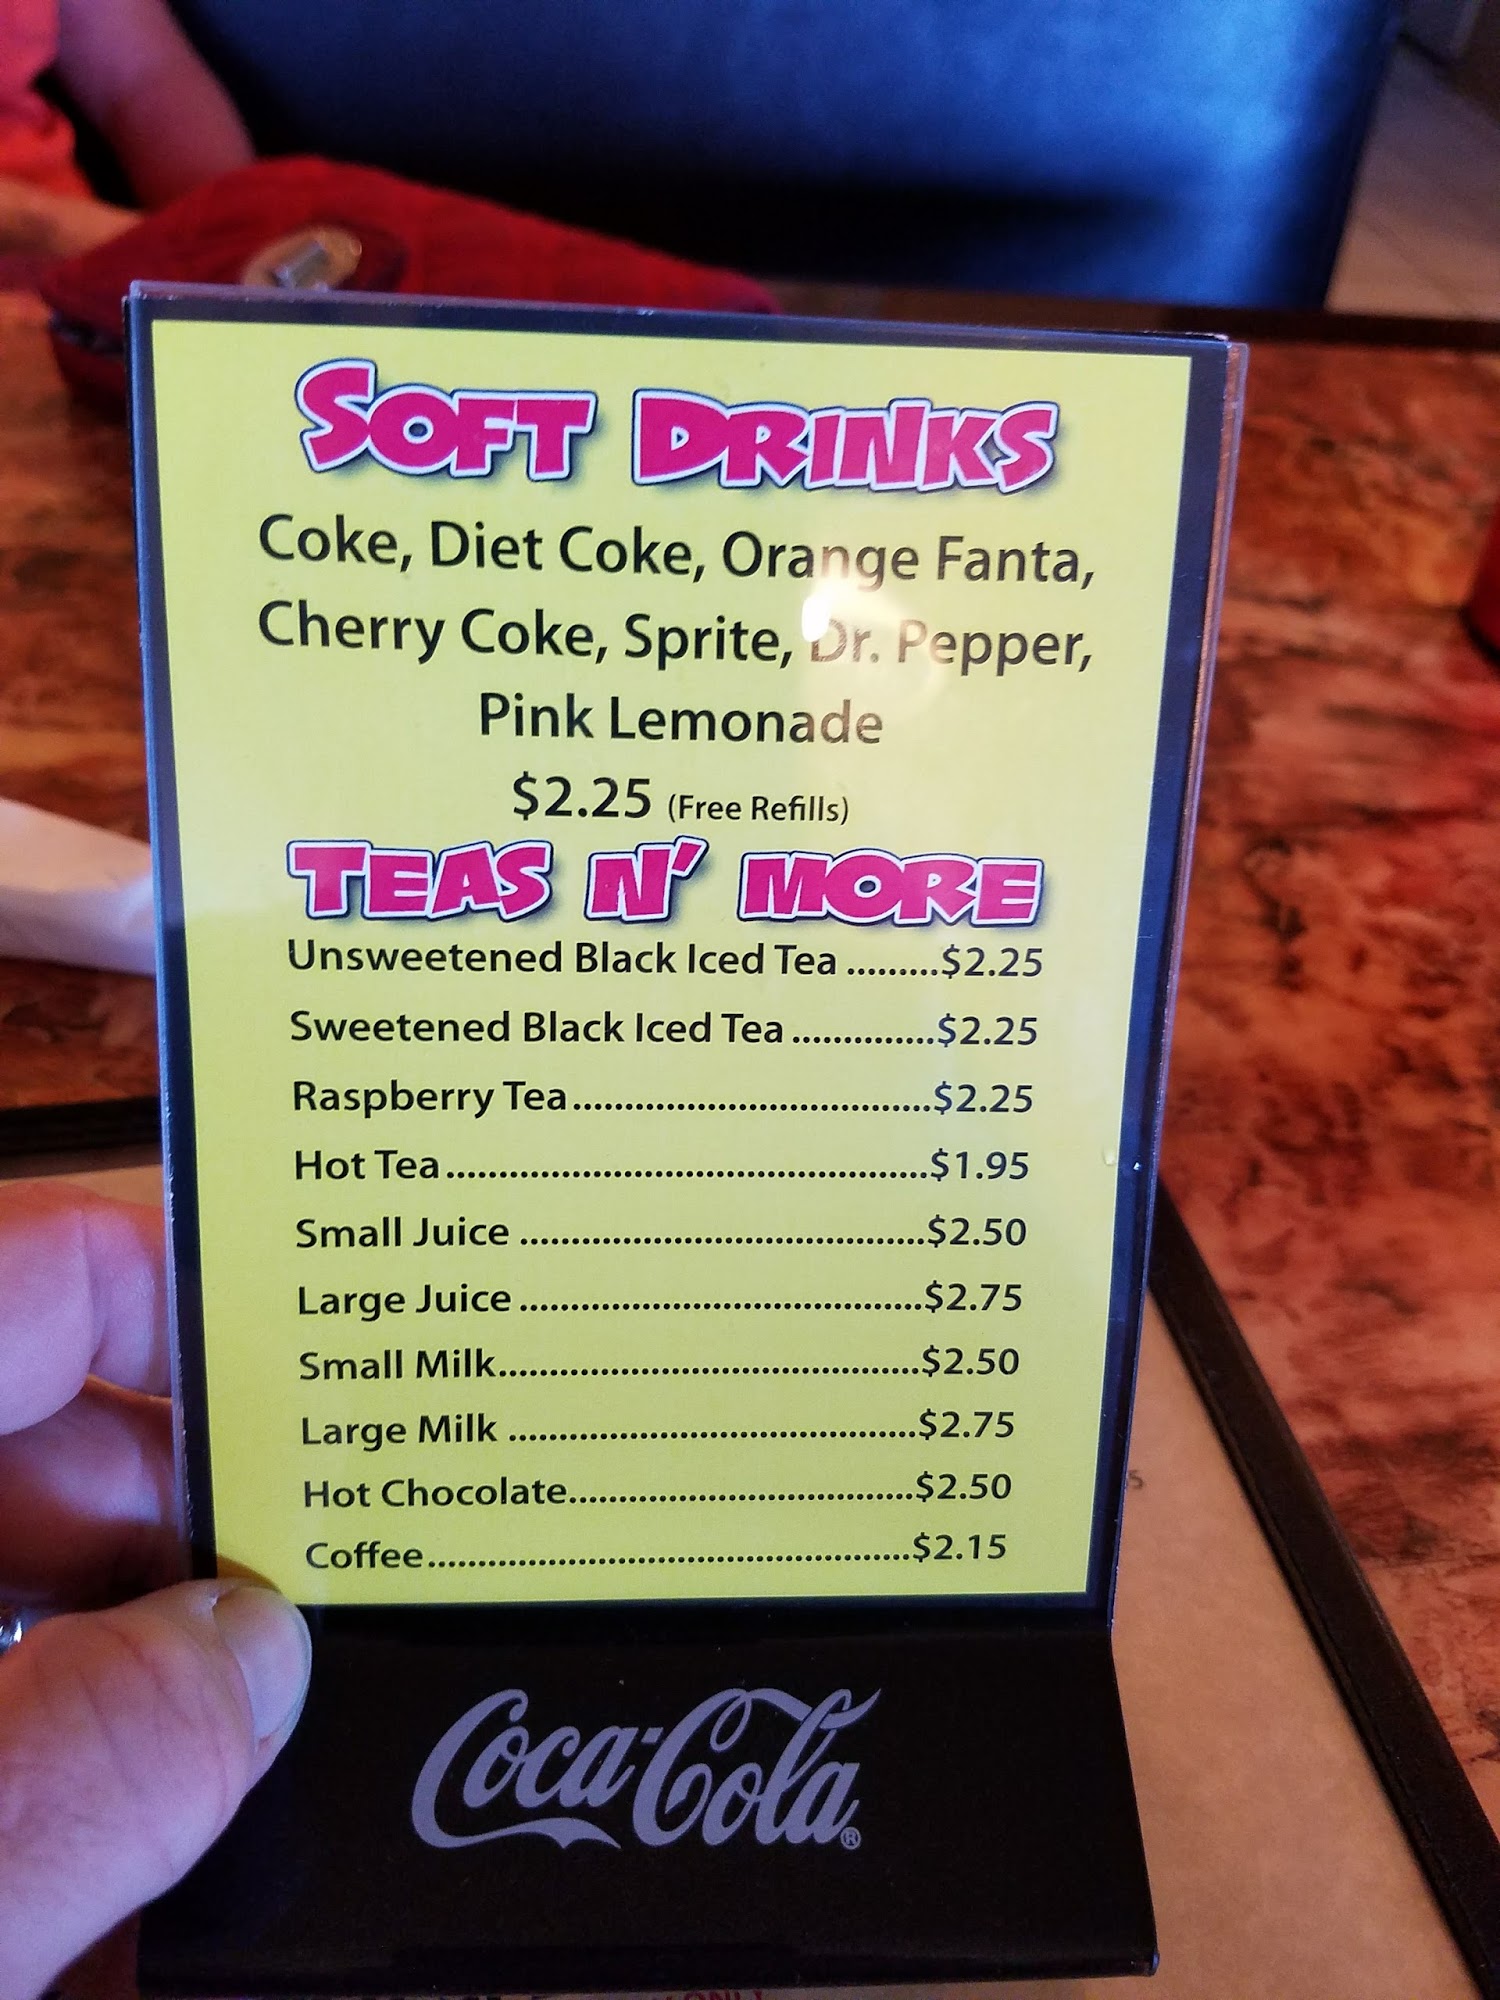 SOFT DRINKS
Coke, Diet Coke, Orange Fanta,
Cherry Coke, Sprite, Dr. Pepper,
Pink Lemonade
$2.25 (Free Refills)
TEAS N' MORE
Unsweetened Black Iced Tea .........$2.25
Sweetened Black Iced Tea ..............$2.25
Raspberry Tea...................................$2.25
Hot Tea...............................................$1.95
Small Juice ........................................$2.50
Large Juice ........................................$2.75
Small Milk..........................................$2.50
Large Milk .........................................$2.75
Hot Chocolate...................................$2.50
Coffee.................................................$2.15
Coca-Cola®